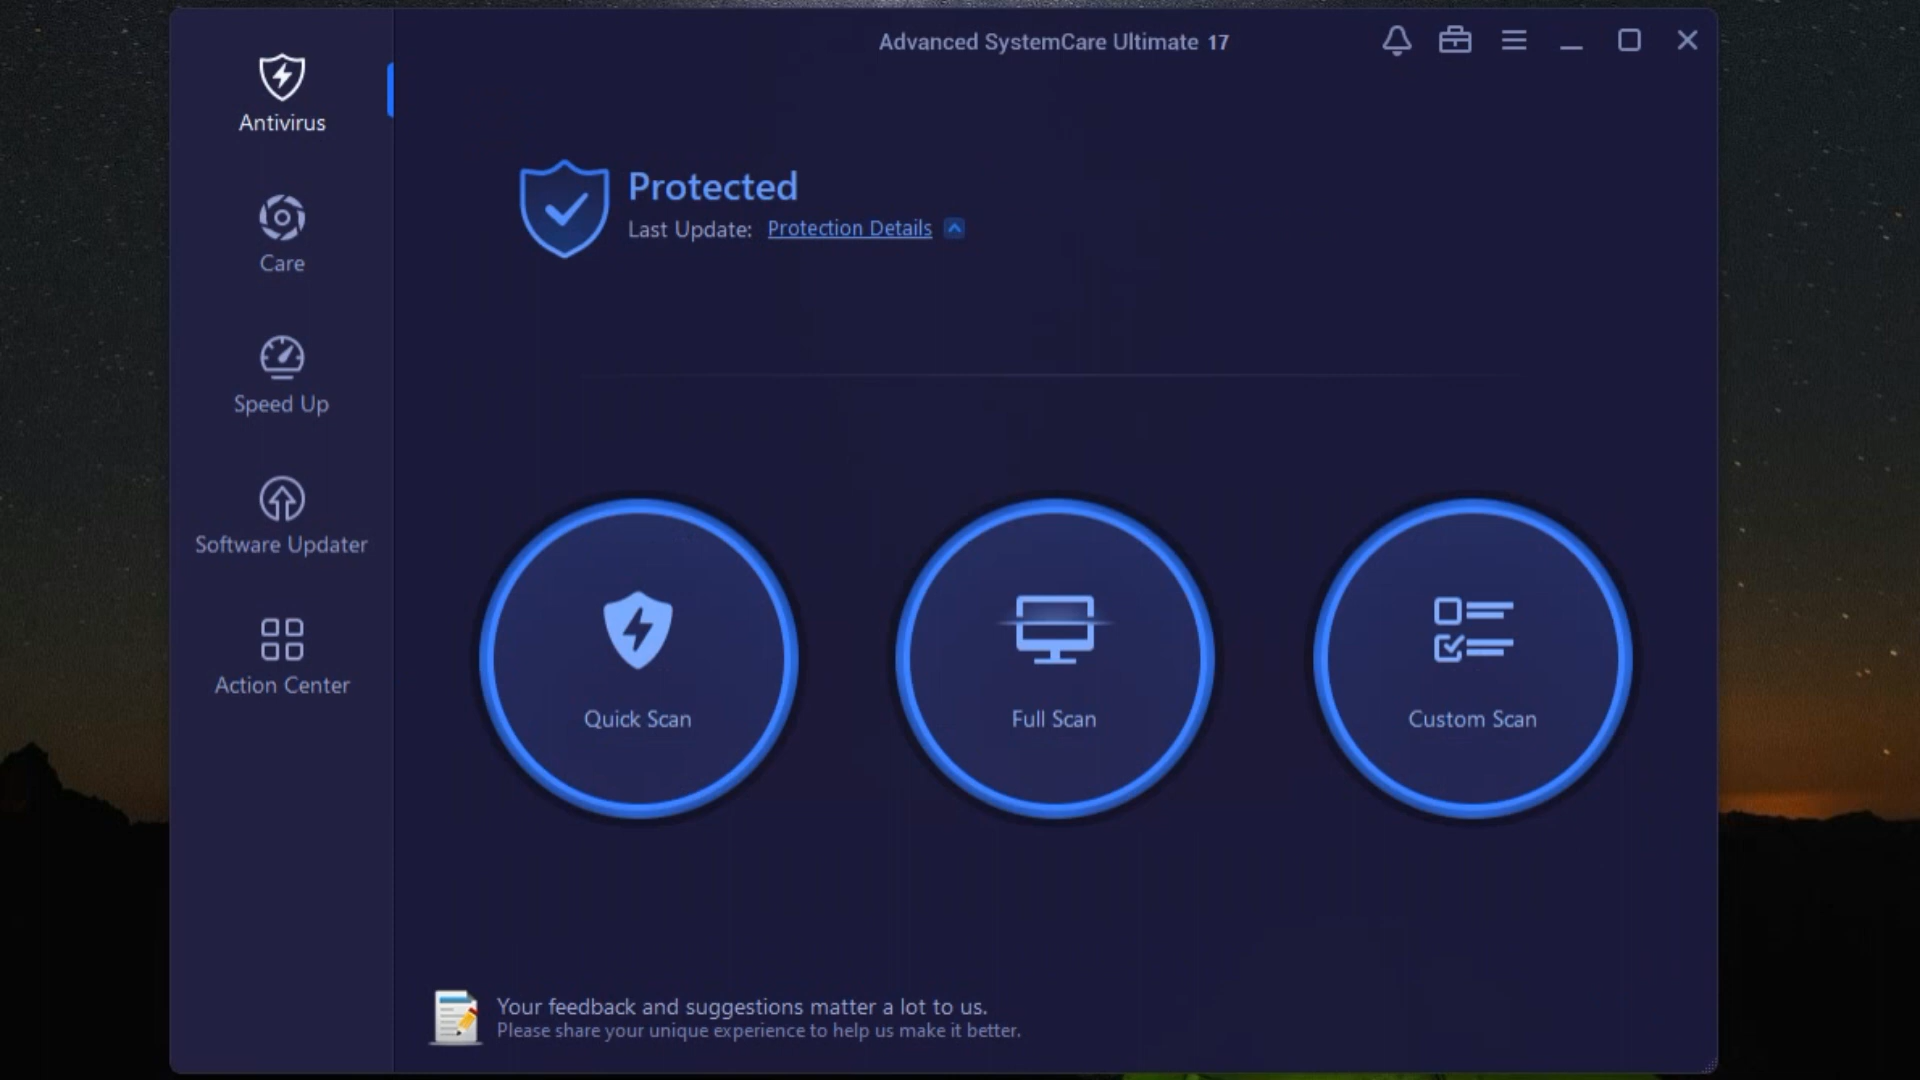 Advanced SystemCare Ultimate 17
Antivirus
Care
Speed Up
Software Updater
Action Center
Protected
Last Update: Protection Details
Quick Scan
Full Scan
Custom Scan
Your feedback and suggestions matter a lot to us.
Please share your unique experience to help us make it better.